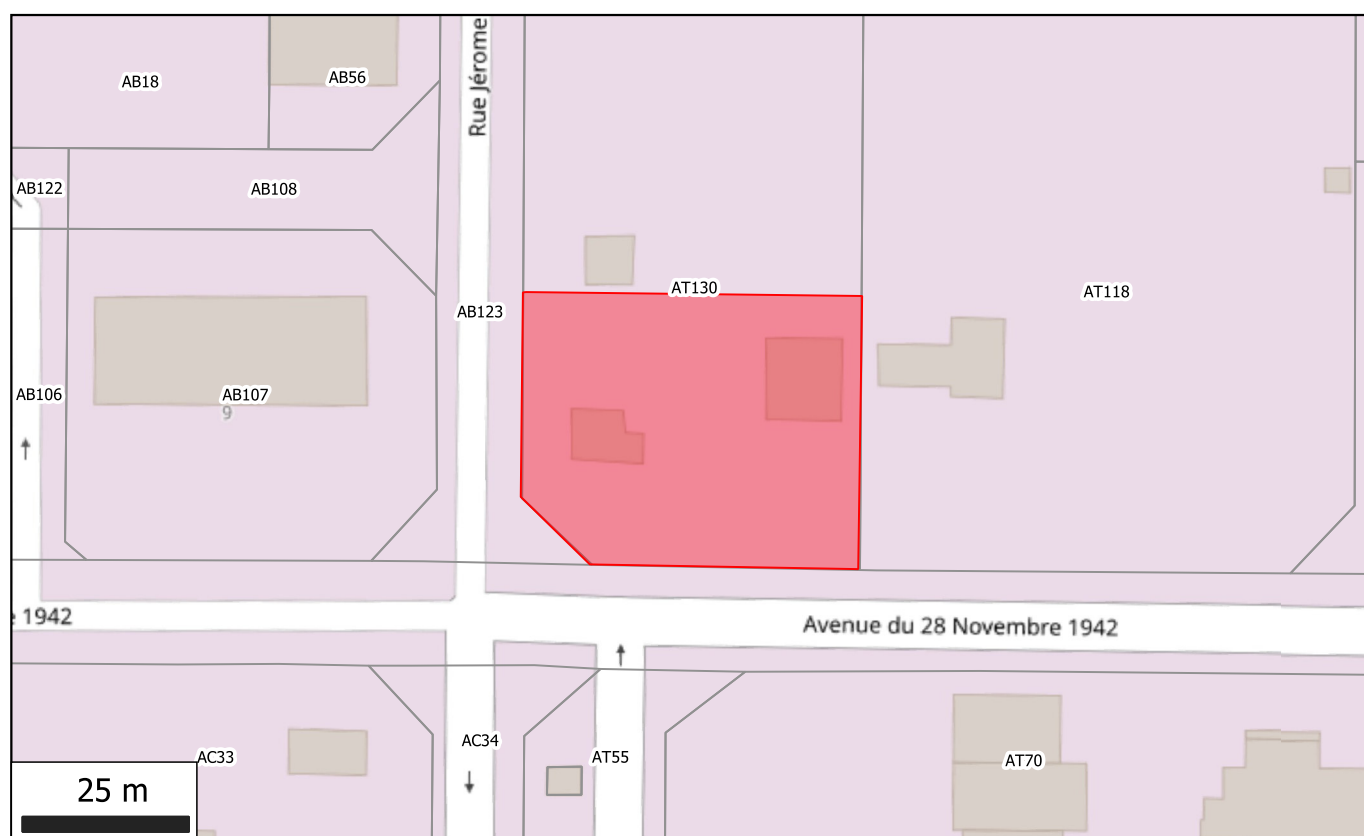 Rue Jérome
AB18
AB56
AB122
AB108
AT130
AT118
AB123
AB106
AB107
9
1942
Avenue du 28 Novembre 1942
AC33
AC34
AT55
AT70
25 m